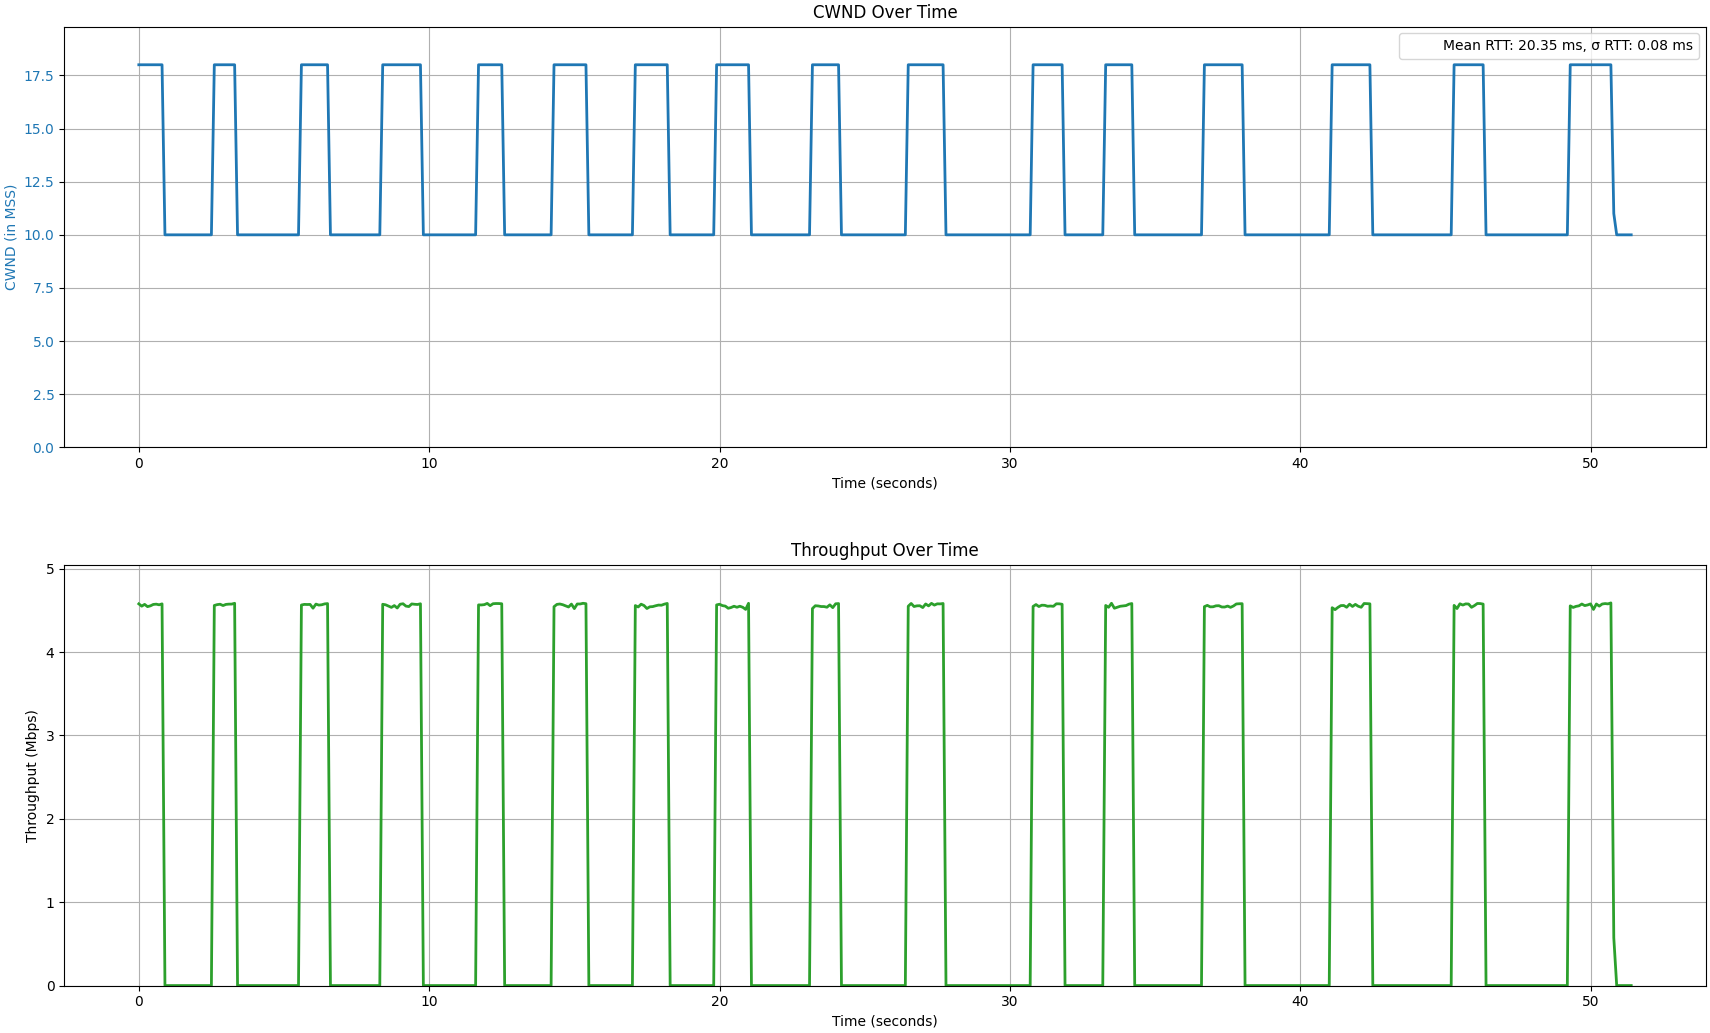 CWND Over Time
Mean RTT: 20.35 ms, σ RTT: 0.08 ms
CWND (in MSS)
17.5
15.0
12.5
10.0
7.5
5.0
2.5
0.0
0 10 20 30 40 50
Time (seconds)
Throughput Over Time
Throughput (Mbps)
5
4
3
2
1
0
0 10 20 30 40 50
Time (seconds)